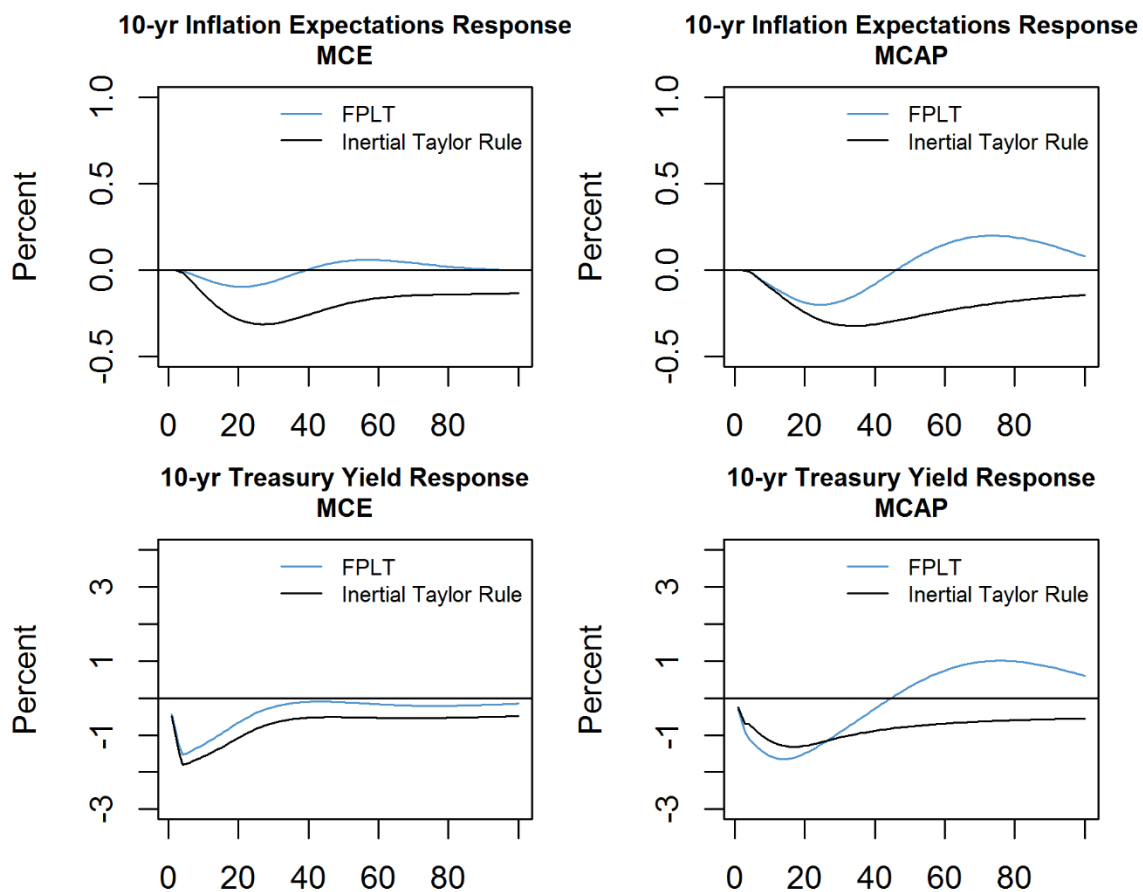 10-yr Inflation Expectations Response
MCE
Percent
1.0
0.5
0.0
-0.5
FPLT
Inertial Taylor Rule
0 20 40 60 80
10-yr Inflation Expectations Response
MCAP
Percent
1.0
0.5
0.0
-0.5
FPLT
Inertial Taylor Rule
0 20 40 60 80
10-yr Treasury Yield Response
MCE
Percent
3
1
-1
-3
FPLT
Inertial Taylor Rule
0 20 40 60 80
10-yr Treasury Yield Response
MCAP
Percent
3
1
-1
-3
FPLT
Inertial Taylor Rule
0 20 40 60 80